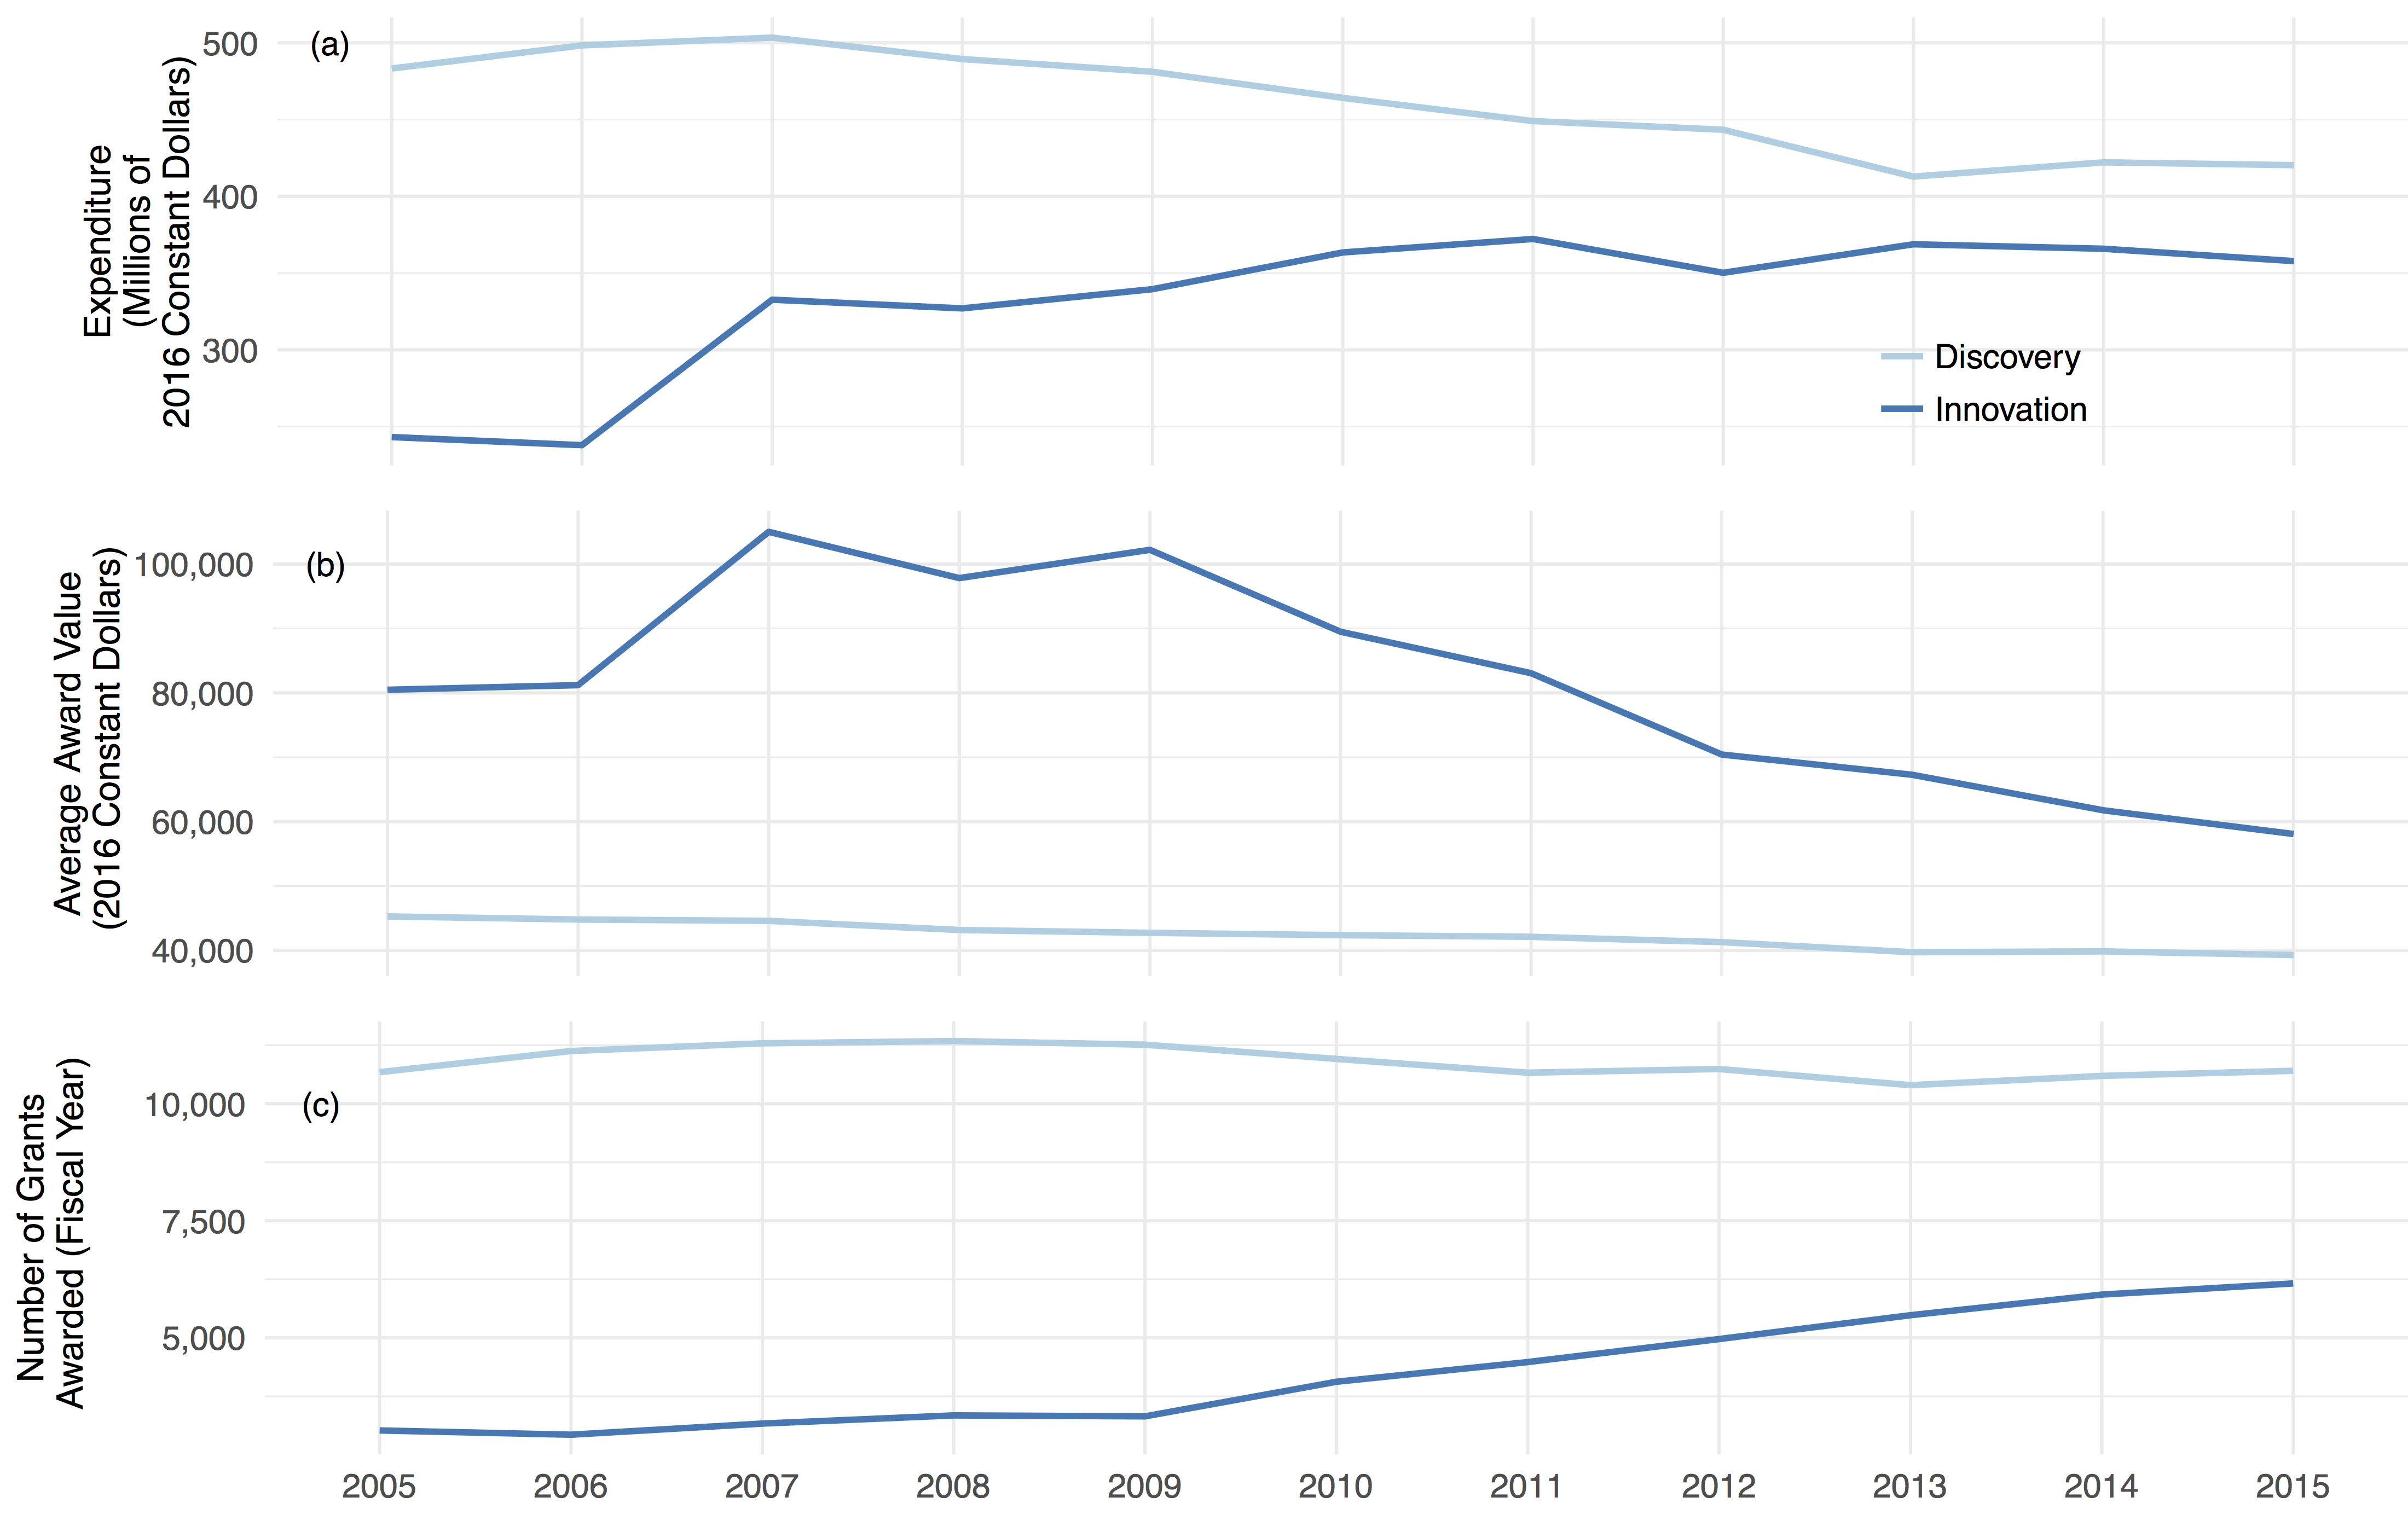 (a)
Expenditure
(Millions of
2016 Constant Dollars)
500
400
300
Discovery
Innovation
(b)
Average Award Value
(2016 Constant Dollars)
100,000
80,000
60,000
40,000
(c)
Number of Grants
Awarded (Fiscal Year)
10,000
7,500
5,000
2005 2006 2007 2008 2009 2010 2011 2012 2013 2014 2015